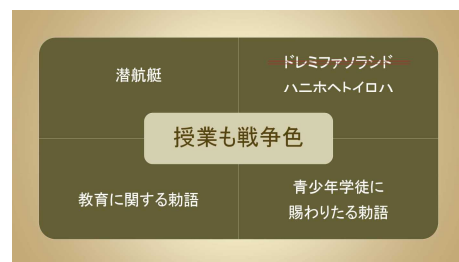 潜航艇
ドレミファソラシド
ハニホヘトイロハ
授業も戦争色
教育に関する勅語
青少年学徒に
賜わりたる勅語